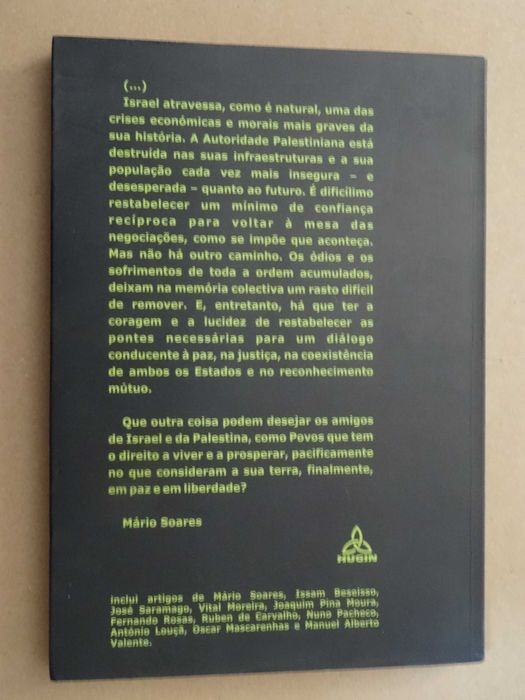 (...)
Israel atravessa, como é natural, uma das
crises económicas e morais mais graves da
sua história. A Autoridade Palestiniana está
destruída nas suas infraestruturas e a sua
população cada vez mais insegura – e
desesperada – quanto ao futuro. É dificílimo
restabelecer um mínimo de confiança
recíproca para voltar à mesa das
negociações, como se impõe que aconteça.
Mas não há outro caminho. Os ódios e os
sofrimentos de toda a ordem acumulados,
deixam na memória colectiva um rasto difícil
de remover. E, entretanto, há que ter a
coragem e a lucidez de restabelecer as
pontes necessárias para um diálogo
conducente à paz, na justiça, na coexistência
de ambos os Estados e no reconhecimento
mútuo.
Que outra coisa podem desejar os amigos
de Israel e da Palestina, como Povos que tem
o direito a viver e a prosperar, pacificamente
no que consideram a sua terra, finalmente,
em paz e em liberdade?
Mário Soares
HUGIN
inclui artigos de Mário Soares, Issam Beseisso,
José Saramago, Vital Moreira, Joaquim Pina Moura,
Fernando Rosas, Ruben de Carvalho, Nuno Pacheco,
António Louçã, Oscar Mascarenhas e Manuel Alberto
Valente.